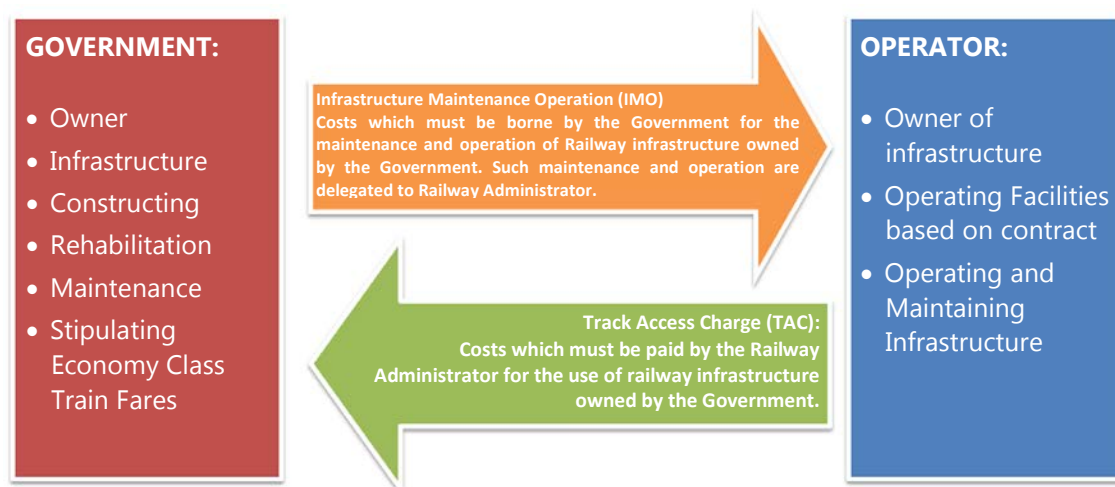 GOVERNMENT:
• Owner
• Infrastructure
• Constructing
• Rehabilitation
• Maintenance
• Stipulating
Economy Class
Train Fares
Infrastructure Maintenance Operation (IMO)
Costs which must be borne by the Government for the
maintenance and operation of Railway infrastructure owned
by the Government. Such maintenance and operation are
delegated to Railway Administrator.
Track Access Charge (TAC):
Costs which must be paid by the Railway
Administrator for the use of railway infrastructure
owned by the Government.
OPERATOR:
• Owner of
infrastructure
• Operating Facilities
based on contract
• Operating and
Maintaining
Infrastructure